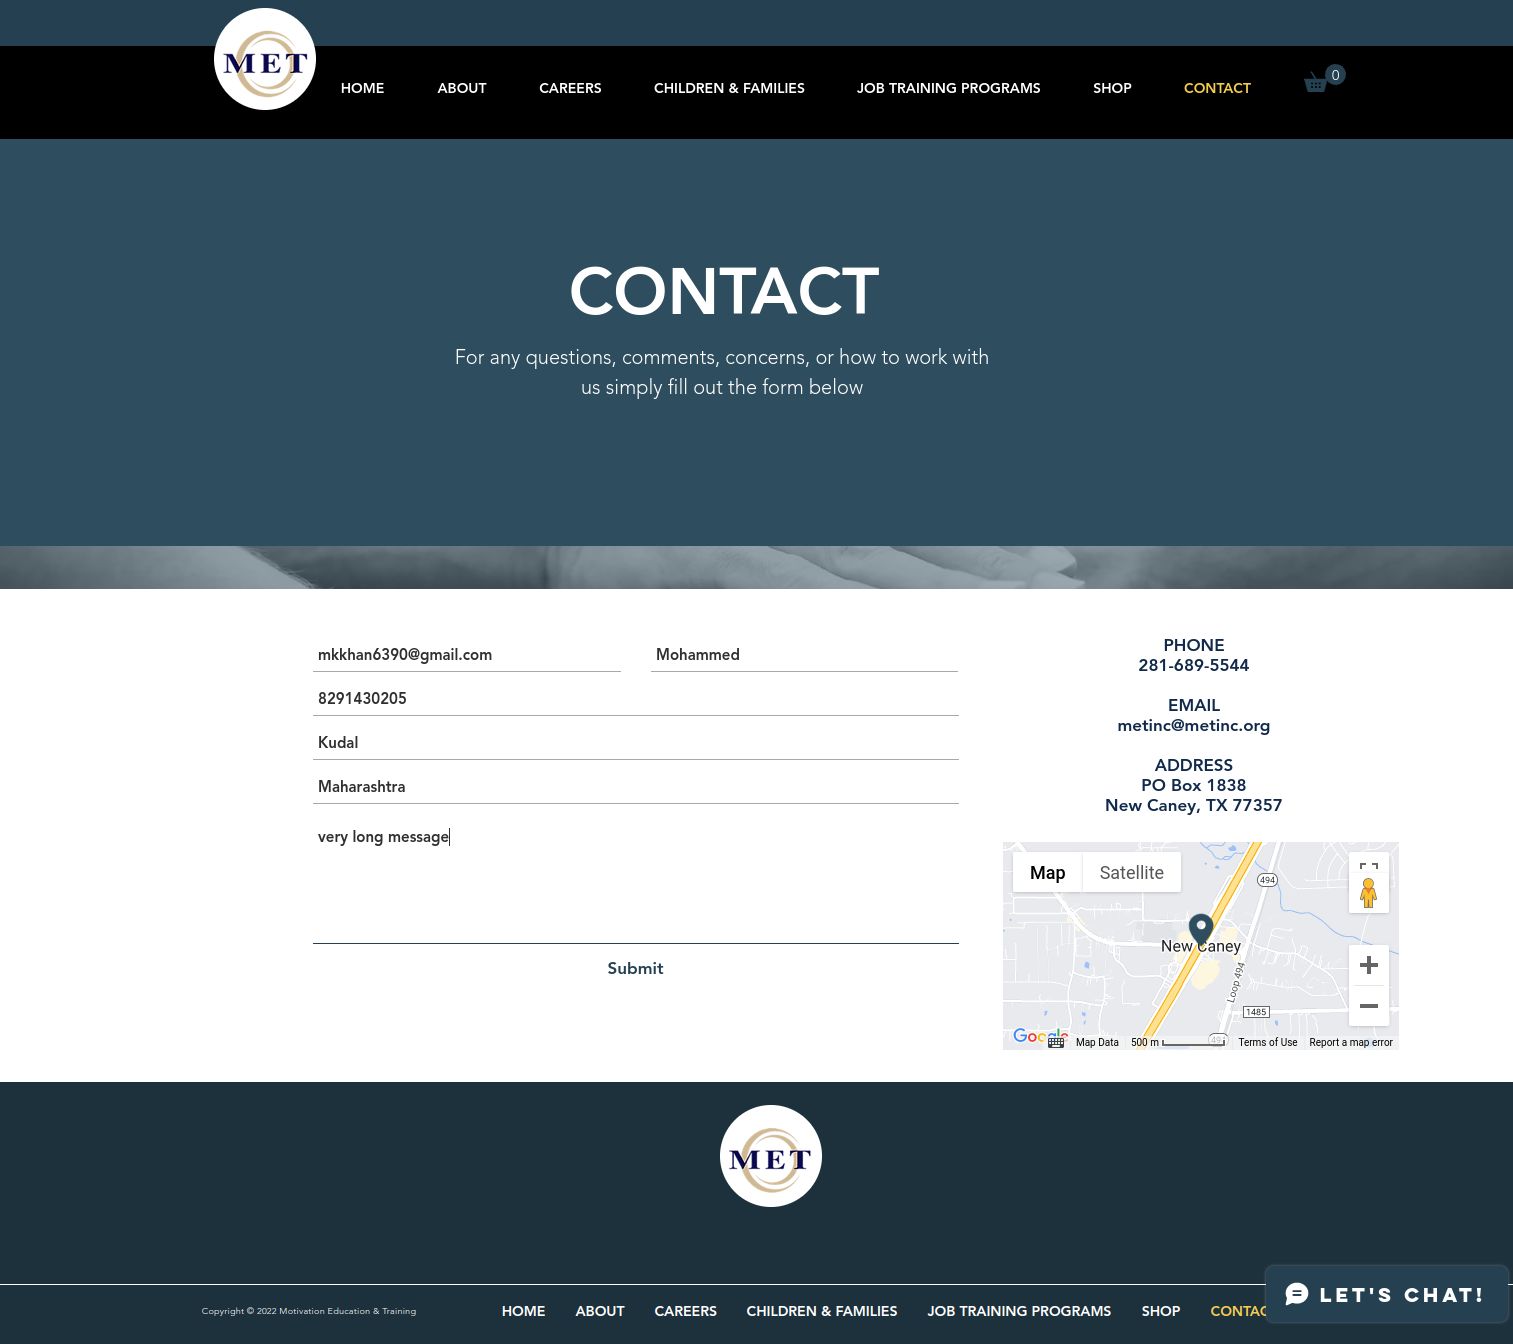 MET
0
HOME
ABOUT
CAREERS
CHILDREN & FAMILIES
JOB TRAINING PROGRAMS
SHOP
CONTACT
CONTACT
For any questions, comments, concerns, or how to work with
us simply fill out the form below
mkkhan6390@gmail.com
Mohammed
8291430205
Kudal
Maharashtra
very long message
Submit
PHONE
281-689-5544
EMAIL
metinc@metinc.org
ADDRESS
PO Box 1838
New Caney, TX 77357
Map
Satellite
494
New Caney
Loop 494
1485
494
Google
Map Data
500 m
Terms of Use
Report a map error
MET
Copyright © 2022 Motivation Education & Training
HOME
ABOUT
CAREERS
CHILDREN & FAMILIES
JOB TRAINING PROGRAMS
SHOP
CONTAC
LET'S CHAT!